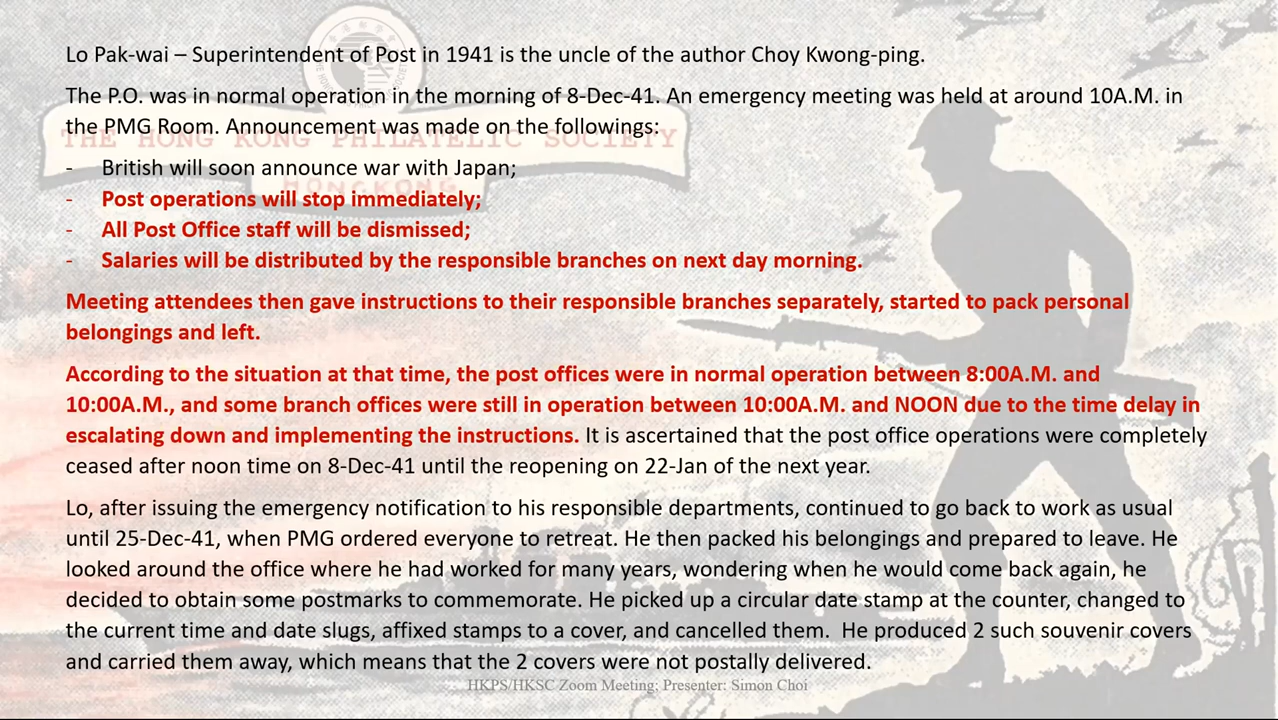 Lo Pak-wai – Superintendent of Post in 1941 is the uncle of the author Choy Kwong-ping.
The P.O. was in normal operation in the morning of 8-Dec-41. An emergency meeting was held at around 10A.M. in
the PMG Room. Announcement was made on the followings:
THE HONG KONG PHILATELIC SOCIETY
- British will soon announce war with Japan;
HONGKONG
- Post operations will stop immediately;
- All Post Office staff will be dismissed;
- Salaries will be distributed by the responsible branches on next day morning.
Meeting attendees then gave instructions to their responsible branches separately, started to pack personal
belongings and left.
According to the situation at that time, the post offices were in normal operation between 8:00A.M. and
10:00A.M., and some branch offices were still in operation between 10:00A.M. and NOON due to the time delay in
escalating down and implementing the instructions. It is ascertained that the post office operations were completely
ceased after noon time on 8-Dec-41 until the reopening on 22-Jan of the next year.
Lo, after issuing the emergency notification to his responsible departments, continued to go back to work as usual
until 25-Dec-41, when PMG ordered everyone to retreat. He then packed his belongings and prepared to leave. He
looked around the office where he had worked for many years, wondering when he would come back again, he
decided to obtain some postmarks to commemorate. He picked up a circular date stamp at the counter, changed to
the current time and date slugs, affixed stamps to a cover, and cancelled them.  He produced 2 such souvenir covers
and carried them away, which means that the 2 covers were not postally delivered.
HKPS/HKSC Zoom Meeting; Presenter: Simon Choi